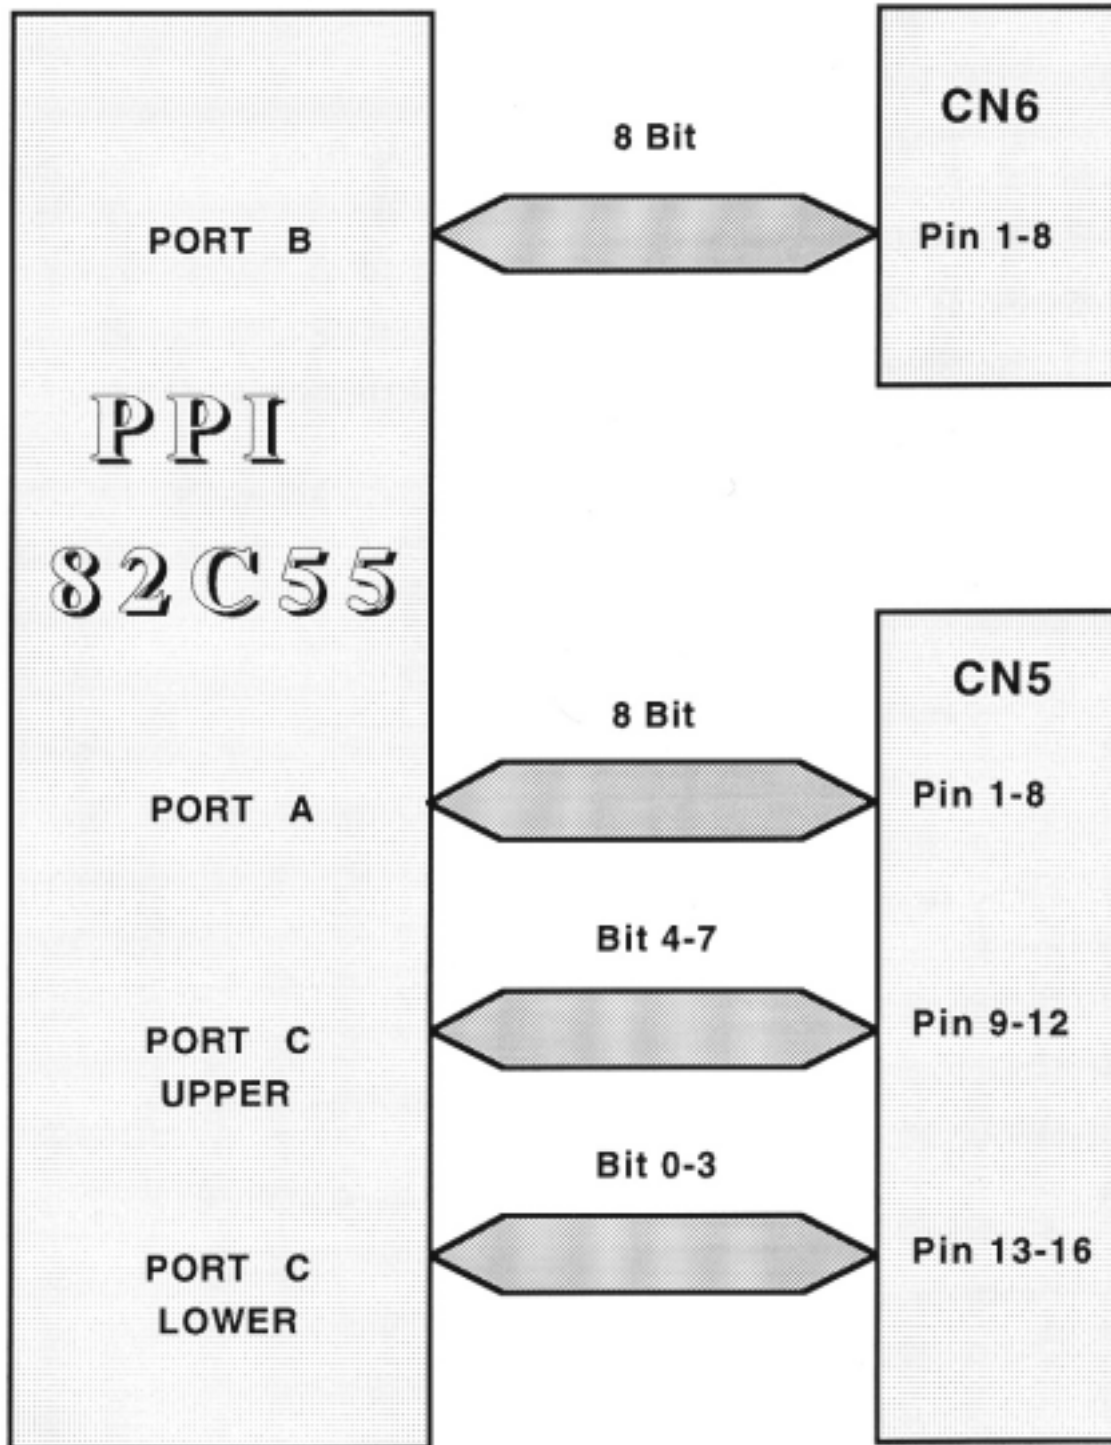 CN6
8 Bit
PORT B
Pin 1-8
PPI
82C55
CN5
8 Bit
PORT A
Pin 1-8
Bit 4-7
PORT C
UPPER
Pin 9-12
Bit 0-3
PORT C
LOWER
Pin 13-16